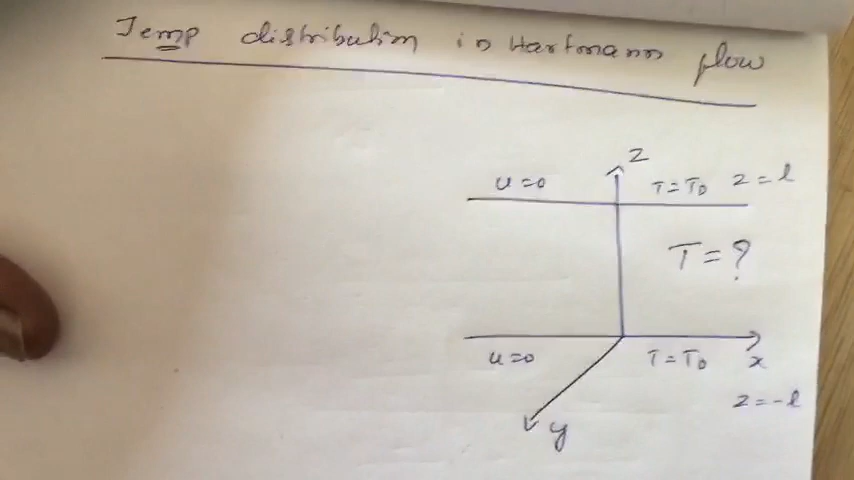 Temp distribution in Hartmann flow
z
u=0 T=T0 z=l
T=?
u=0 T=T0 x
z=-l
y